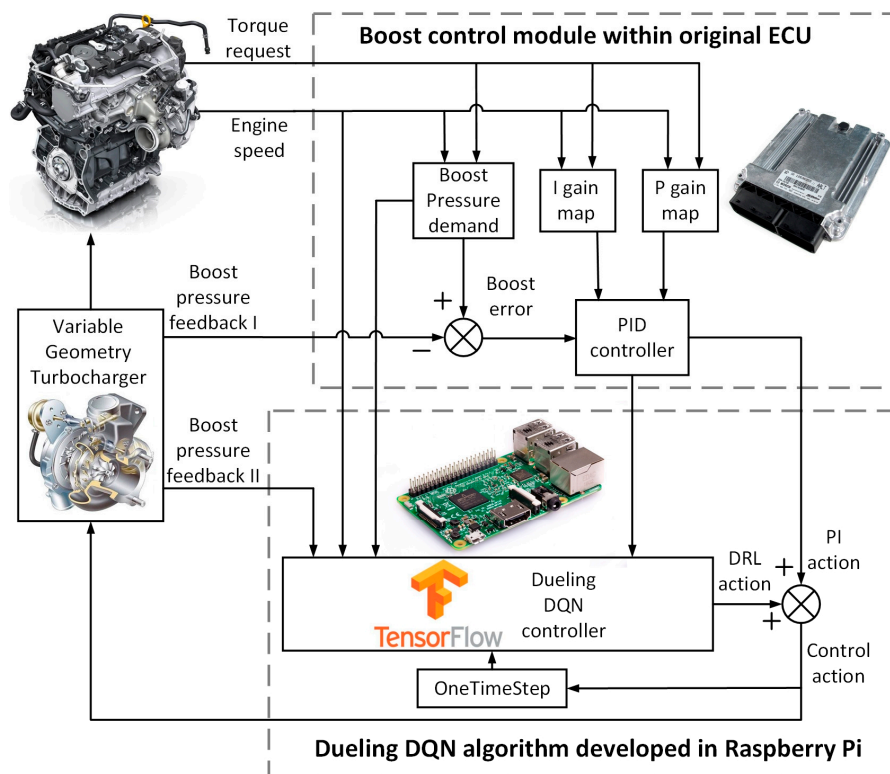 Torque
request
Boost control module within original ECU
Engine
speed
Boost
Pressure
demand
I gain
map
P gain
map
Boost
pressure
feedback I
+
Boost
error
−
PID
controller
Variable
Geometry
Turbocharger
Boost
pressure
feedback II
PI
action
DRL
action
+
+
TensorFlow
Dueling
DQN
controller
Control
action
OneTimeStep
Dueling DQN algorithm developed in Raspberry Pi